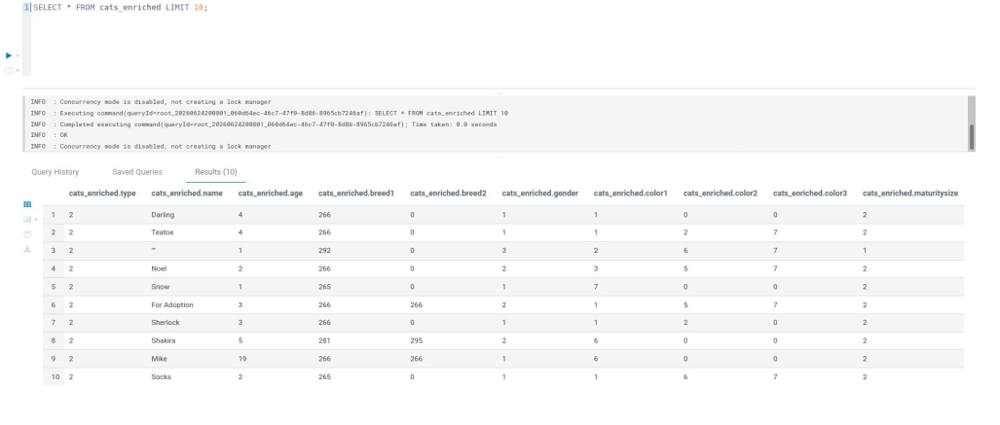 1 SELECT * FROM cats_enriched LIMIT 10;
INFO : Concurrency mode is disabled, not creating a lock manager
INFO : Executing command(queryId=root_20260624200801_060d64ec-46c7-47f0-8d86-8965cb7246af): SELECT * FROM cats_enriched LIMIT 10
INFO : Completed executing command(queryId=root_20260624200801_060d64ec-46c7-47f0-8d86-8965cb7246af); Time taken: 0.0 seconds
INFO : OK
INFO : Concurrency mode is disabled, not creating a lock manager
Query History Saved Queries Results (10)
cats_enriched.type cats_enriched.name cats_enriched.age cats_enriched.breed1 cats_enriched.breed2 cats_enriched.gender cats_enriched.color1 cats_enriched.color2 cats_enriched.color3 cats_enriched.maturitysize
1 2 Darling 4 266 0 1 1 0 0 2
2 2 Teatoe 4 266 0 1 1 2 7 2
3 2 "" 1 292 0 3 2 6 7 1
4 2 Noel 2 266 0 2 3 5 7 2
5 2 Snow 1 265 0 1 7 0 0 2
6 2 For Adoption 3 266 266 2 1 5 7 2
7 2 Sherlock 3 266 0 1 1 2 0 2
8 2 Shakira 5 281 295 2 6 0 0 2
9 2 Mike 19 266 266 1 6 0 0 2
10 2 Socks 2 265 0 1 1 6 7 2